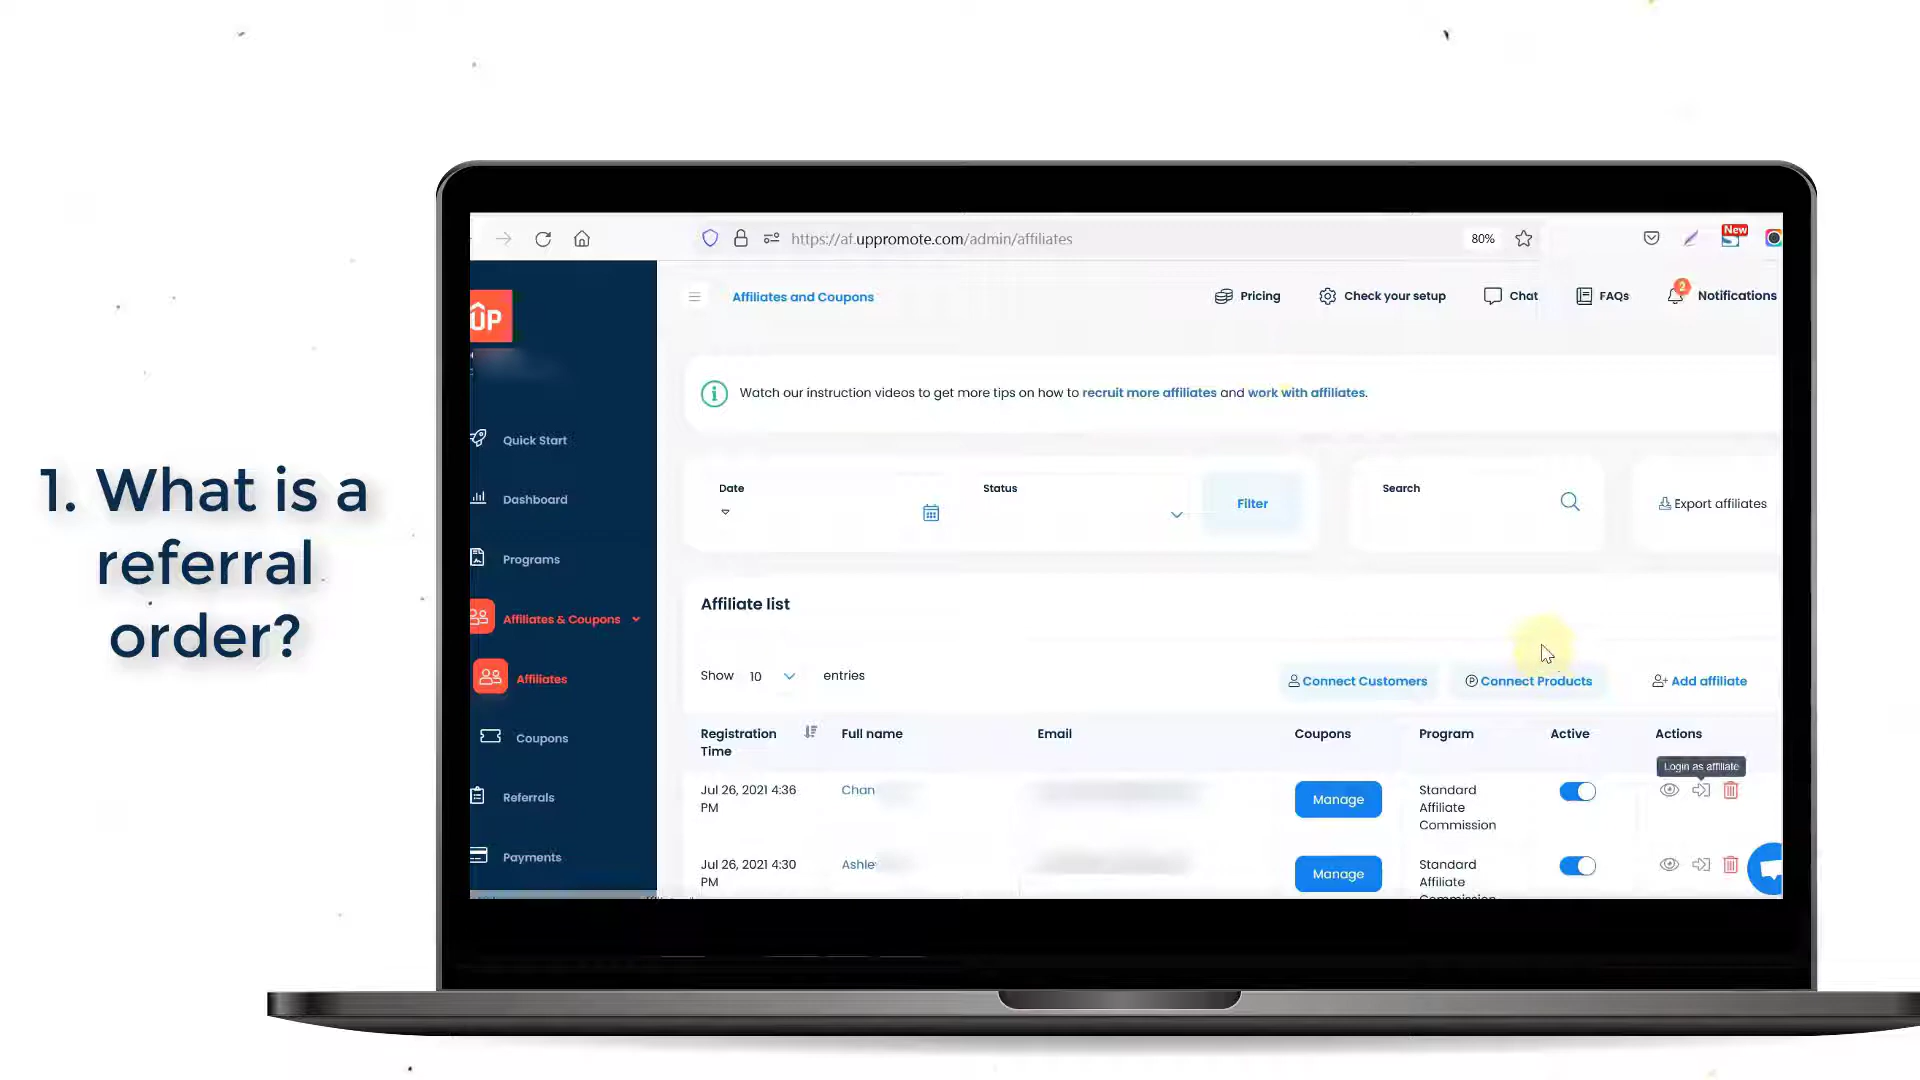 1. What is a
referral
order?
https://af.uppromote.com/admin/affiliates
80%
New
UP
Affiliates and Coupons
Pricing
Check your setup
Chat
FAQs
2
Notifications
Watch our instruction videos to get more tips on how to recruit more affiliates and work with affiliates.
Quick Start
Dashboard
Programs
Affiliates & Coupons
Affiliates
Coupons
Referrals
Payments
Date
Status
Filter
Search
Export affiliates
Affiliate list
Show 10 entries
Connect Customers
Connect Products
Add affiliate
Registration
Time
Full name
Email
Coupons
Program
Active
Actions
Login as affiliate
Jul 26, 2021 4:36
PM
Chan
Manage
Standard
Affiliate
Commission
Jul 26, 2021 4:30
PM
Ashle
Manage
Standard
Affiliate